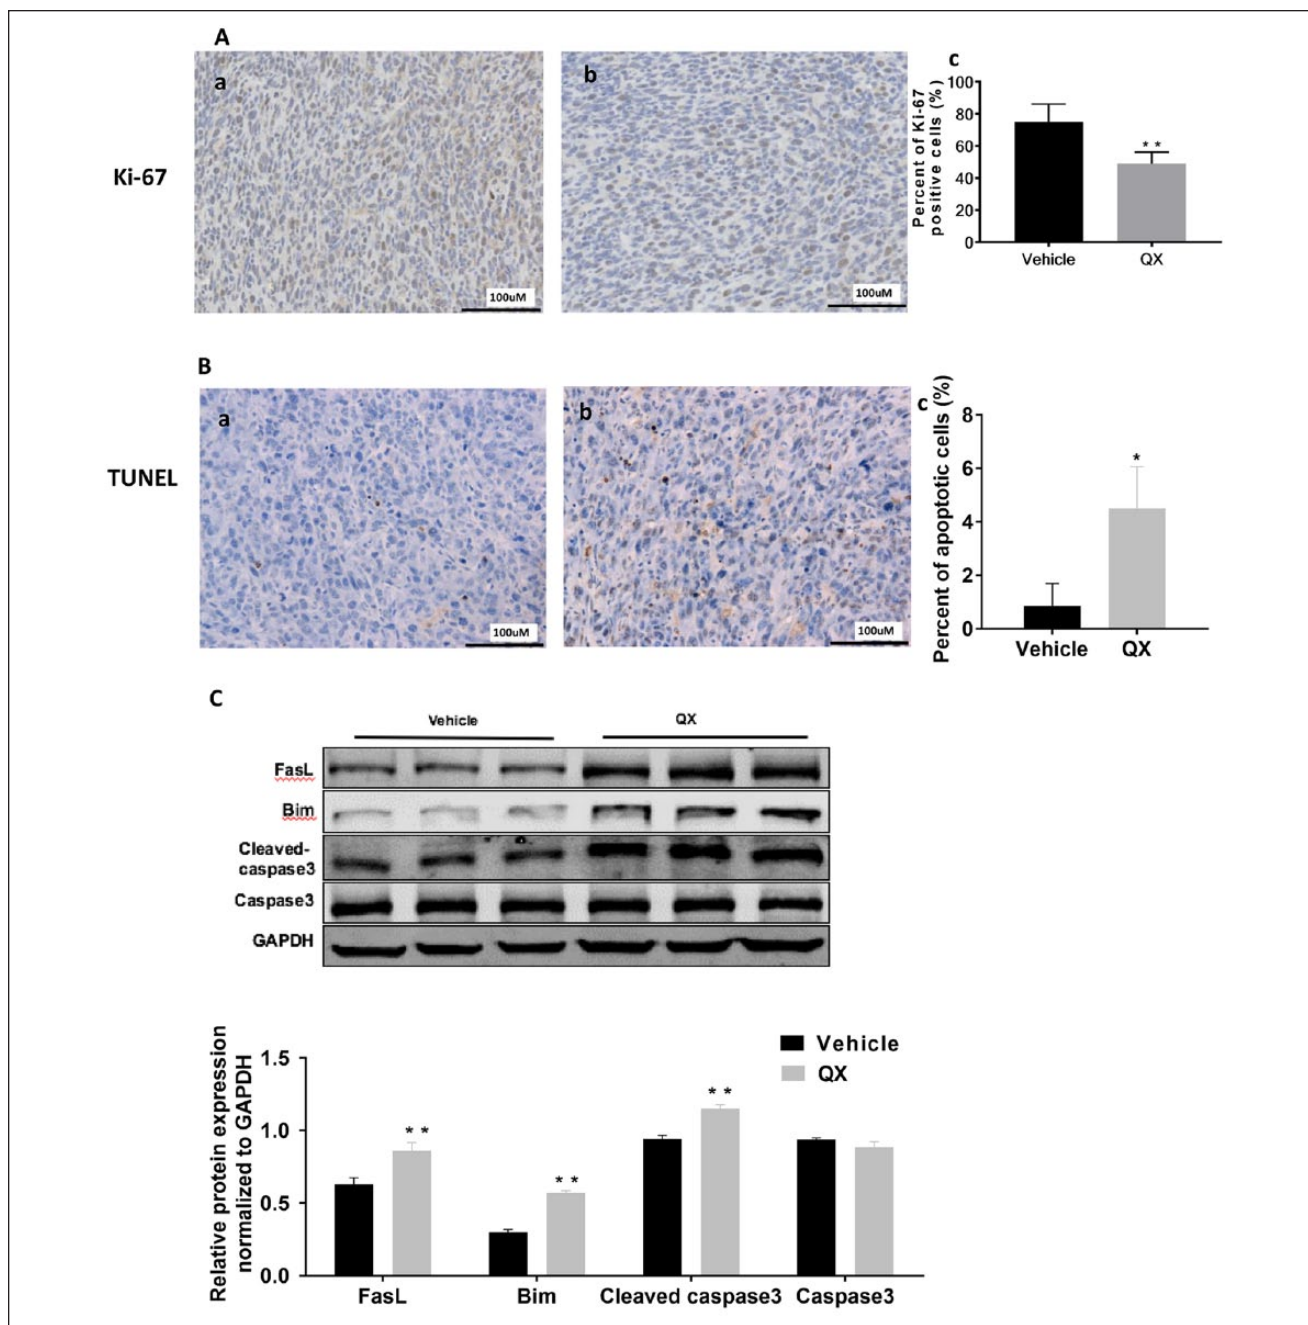 A
a
b
c
Ki-67
100uM
100uM
Percent of Ki-67
positive cells (%)
100
80
60
40
20
0
* *
Vehicle
QX
B
a
b
c
TUNEL
100uM
100uM
Percent of apoptotic cells (%)
8
6
4
2
0
*
Vehicle
QX
C
Vehicle
QX
FasL
Bim
Cleaved-
caspase3
Caspase3
GAPDH
Relative protein expression
normalized to GAPDH
1.5
1.0
0.5
0.0
Vehicle
QX
* *
* *
* *
FasL
Bim
Cleaved caspase3
Caspase3